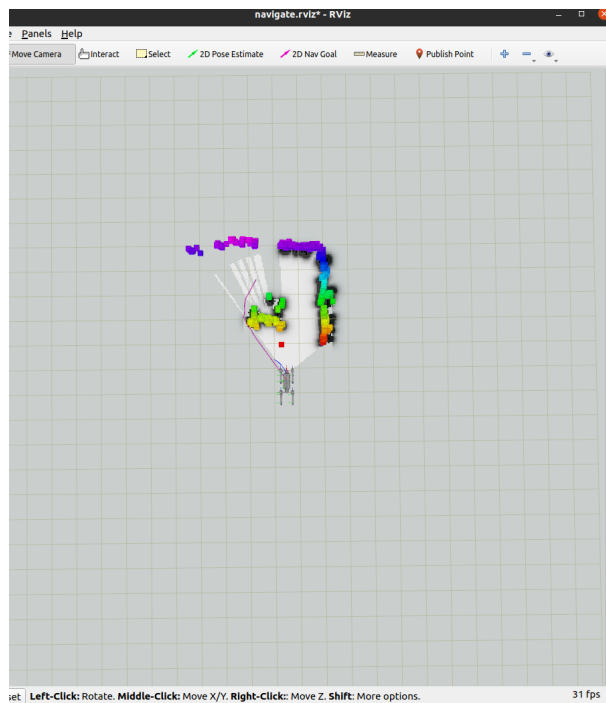 navigate.rviz* - RViz
e Panels Help
Move Camera Interact Select 2D Pose Estimate 2D Nav Goal Measure Publish Point
set Left-Click: Rotate. Middle-Click: Move X/Y. Right-Click:: Move Z. Shift: More options. 31 fps